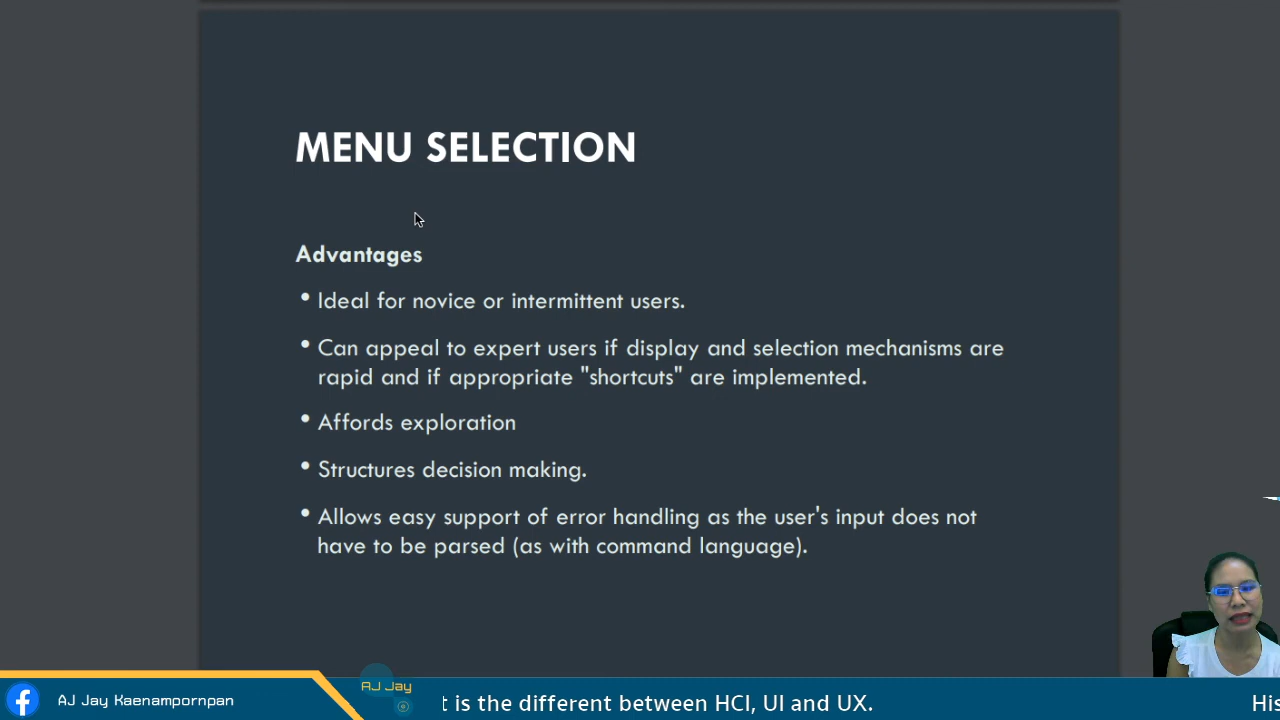 MENU SELECTION
Advantages
• Ideal for novice or intermittent users.
• Can appeal to expert users if display and selection mechanisms are
rapid and if appropriate "shortcuts" are implemented.
• Affords exploration
• Structures decision making.
• Allows easy support of error handling as the user's input does not
have to be parsed (as with command language).
AJ Jay
AJ Jay Kaenampornpan
t is the different between HCI, UI and UX.
His